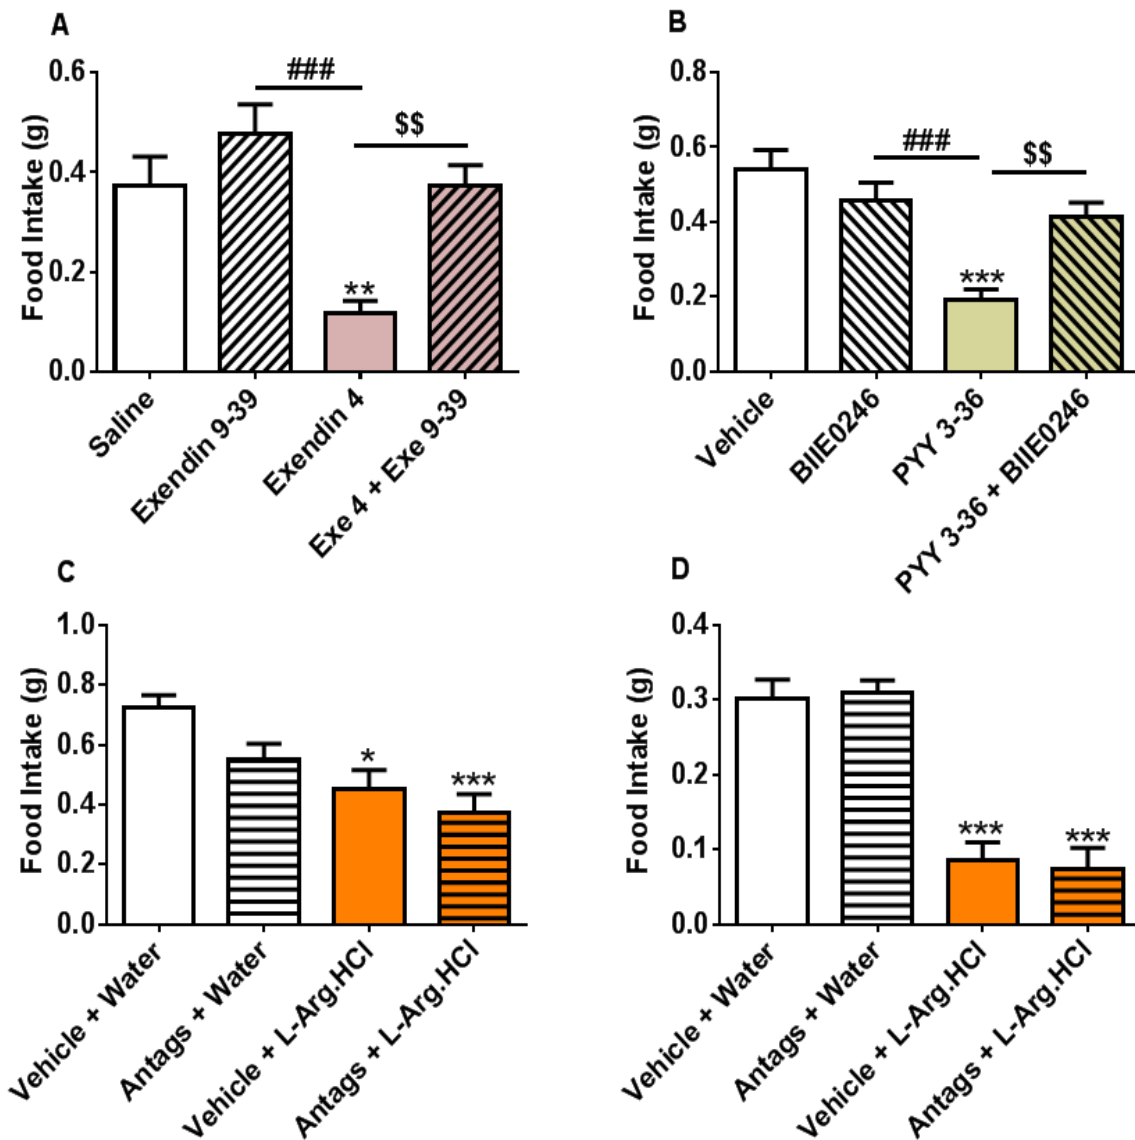 A
0.6
0.4
0.2
0.0
Food Intake (g)
###
$$
**
Saline
Exendin 9-39
Exendin 4
Exe 4 + Exe 9-39
B
0.8
0.6
0.4
0.2
0.0
Food Intake (g)
###
$$
***
Vehicle
BIIE0246
PYY 3-36
PYY 3-36 + BIIE0246
C
1.0
0.8
0.6
0.4
0.2
0.0
Food Intake (g)
*
***
Vehicle + Water
Antags + Water
Vehicle + L-Arg.HCl
Antags + L-Arg.HCl
D
0.4
0.3
0.2
0.1
0.0
Food Intake (g)
***
***
Vehicle + Water
Antags + Water
Vehicle + L-Arg.HCl
Antags + L-Arg.HCl